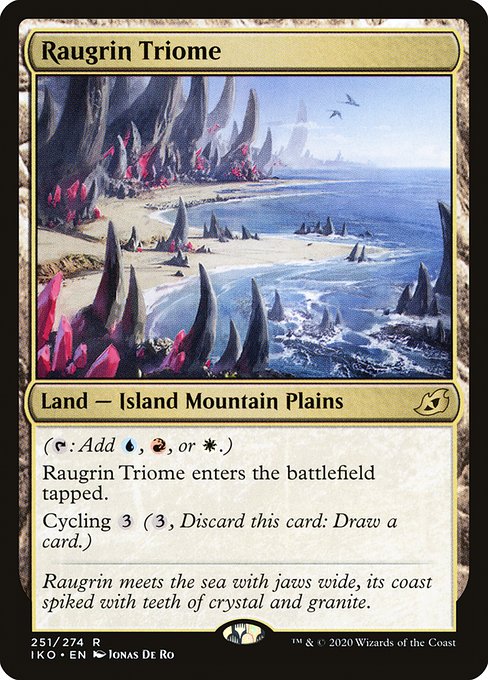 Raugrin Triome
Land — Island Mountain Plains
(: Add , , or .)
Raugrin Triome enters the battlefield
tapped.
Cycling 3 (3, Discard this card: Draw a
card.)
Raugrin meets the sea with jaws wide, its coast
spiked with teeth of crystal and granite.
251/274 R
IKO • EN Jonas De Ro
™ & © 2020 Wizards of the Coast